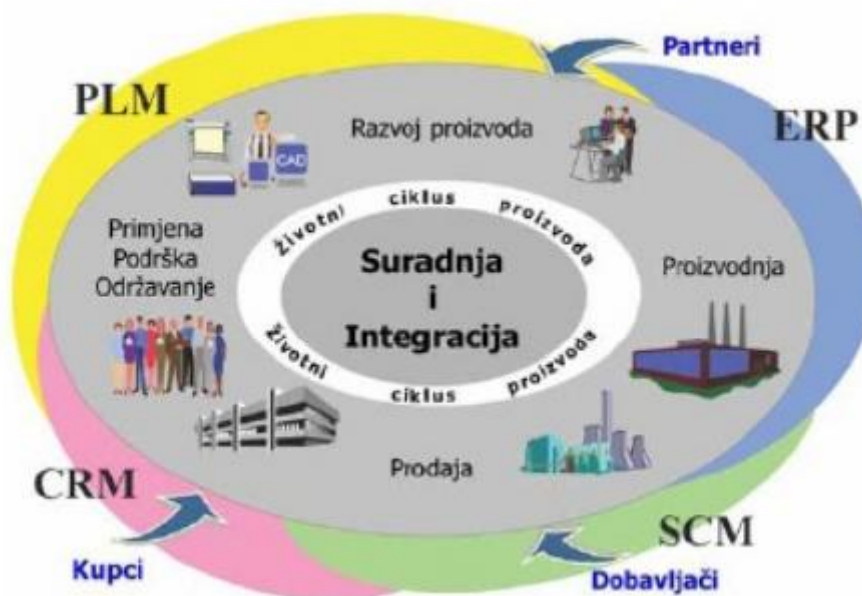 Partneri
PLM
ERP
Razvoj proizvoda
CAD
Životni ciklus proizvoda
Primjena
Podrška
Održavanje
Suradnja
i
Integracija
Proizvodnja
životni ciklus proizvoda
Prodaja
CRM
SCM
Kupci
Dobavljači